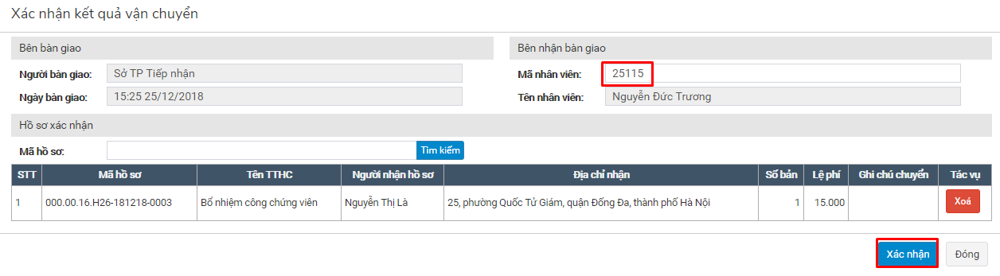 Xác nhận kết quả vận chuyển
Bên bàn giao
Bên nhận bàn giao
Người bàn giao: Sở TP Tiếp nhận
Mã nhân viên: 25115
Ngày bàn giao: 15:25 25/12/2018
Tên nhân viên: Nguyễn Đức Trương
Hồ sơ xác nhận
Mã hồ sơ: Tìm kiếm
STT Mã hồ sơ Tên TTHC Người nhận hồ sơ Địa chỉ nhận Số bản Lệ phí Ghi chú chuyển Tác vụ
1 000.00.16.H26-181218-0003 Bổ nhiệm công chứng viên Nguyễn Thị Là 25, phường Quốc Tử Giám, quận Đống Đa, thành phố Hà Nội 1 15.000 Xoá
Xác nhận Đóng